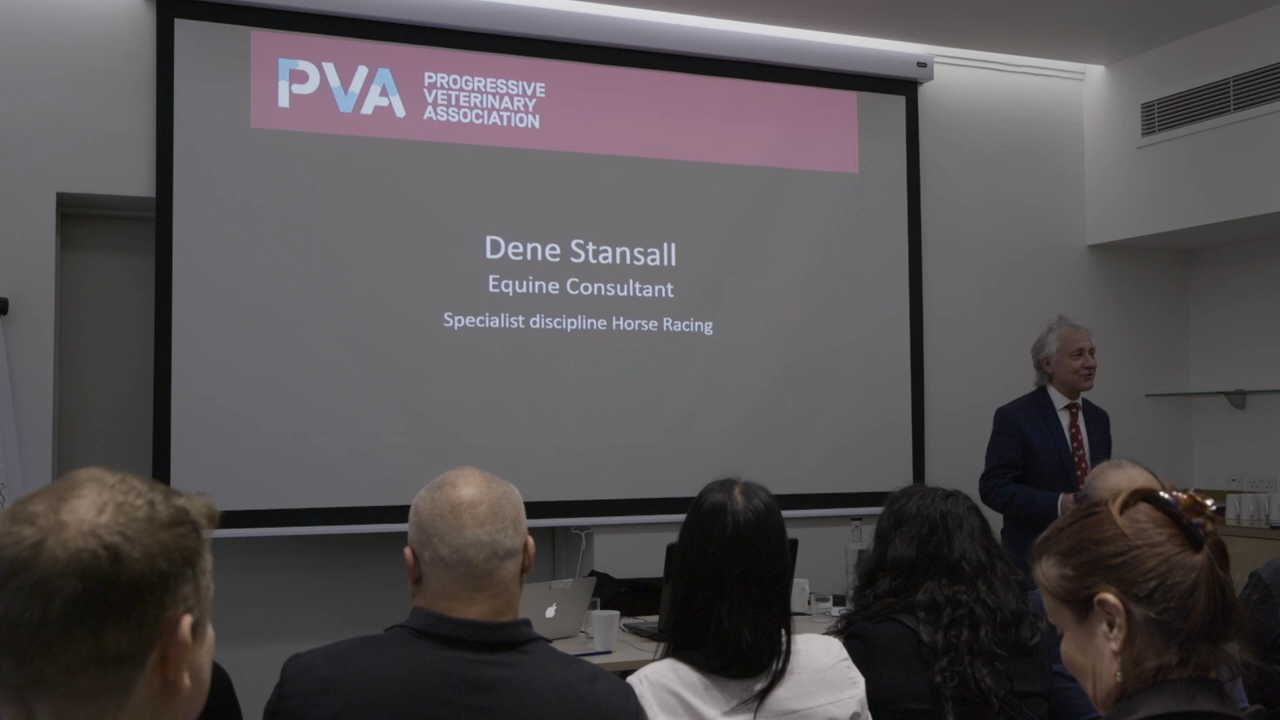 PVA
PROGRESSIVE
VETERINARY
ASSOCIATION
Dene Stansall
Equine Consultant
Specialist discipline Horse Racing